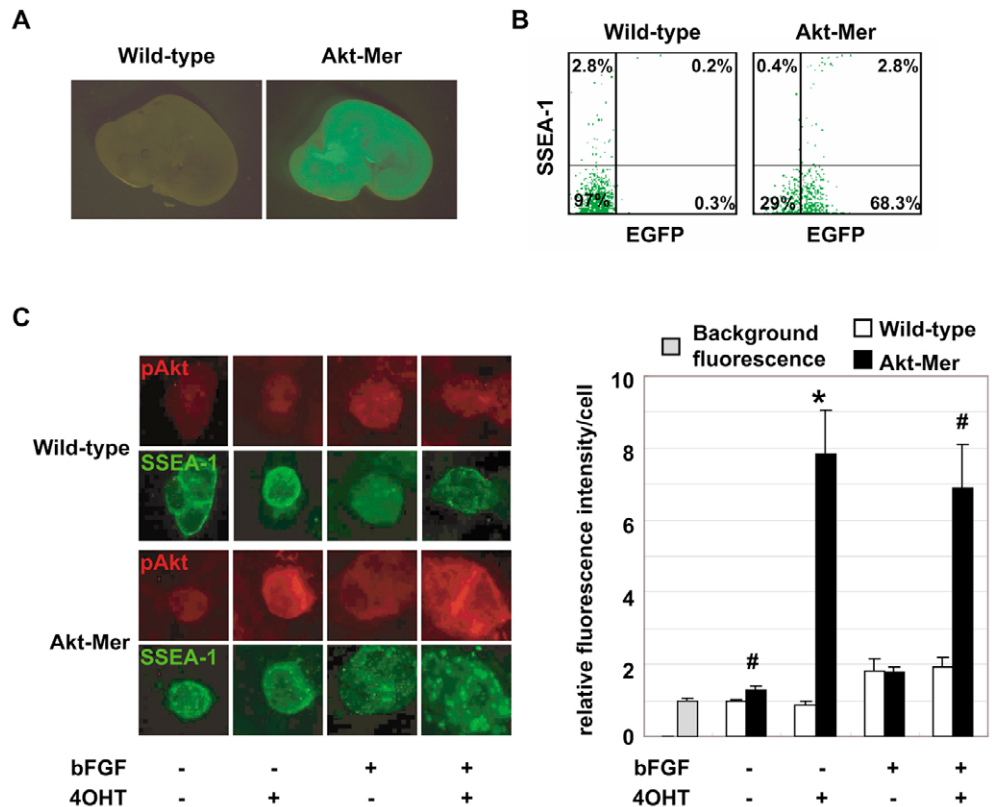 A
Wild-type Akt-Mer
B
Wild-type Akt-Mer
2.8% 0.2% 0.4% 2.8%
SSEA-1
97% 0.3% 29% 68.3%
EGFP EGFP
C
pAkt
Wild-type
SSEA-1
pAkt
Akt-Mer
SSEA-1
bFGF - - + +
4OHT - + - +
Background fluorescence
Wild-type
Akt-Mer
relative fluorescence intensity/cell
10
8
6
4
2
0
* 
#
#
bFGF - - + +
4OHT - + - +